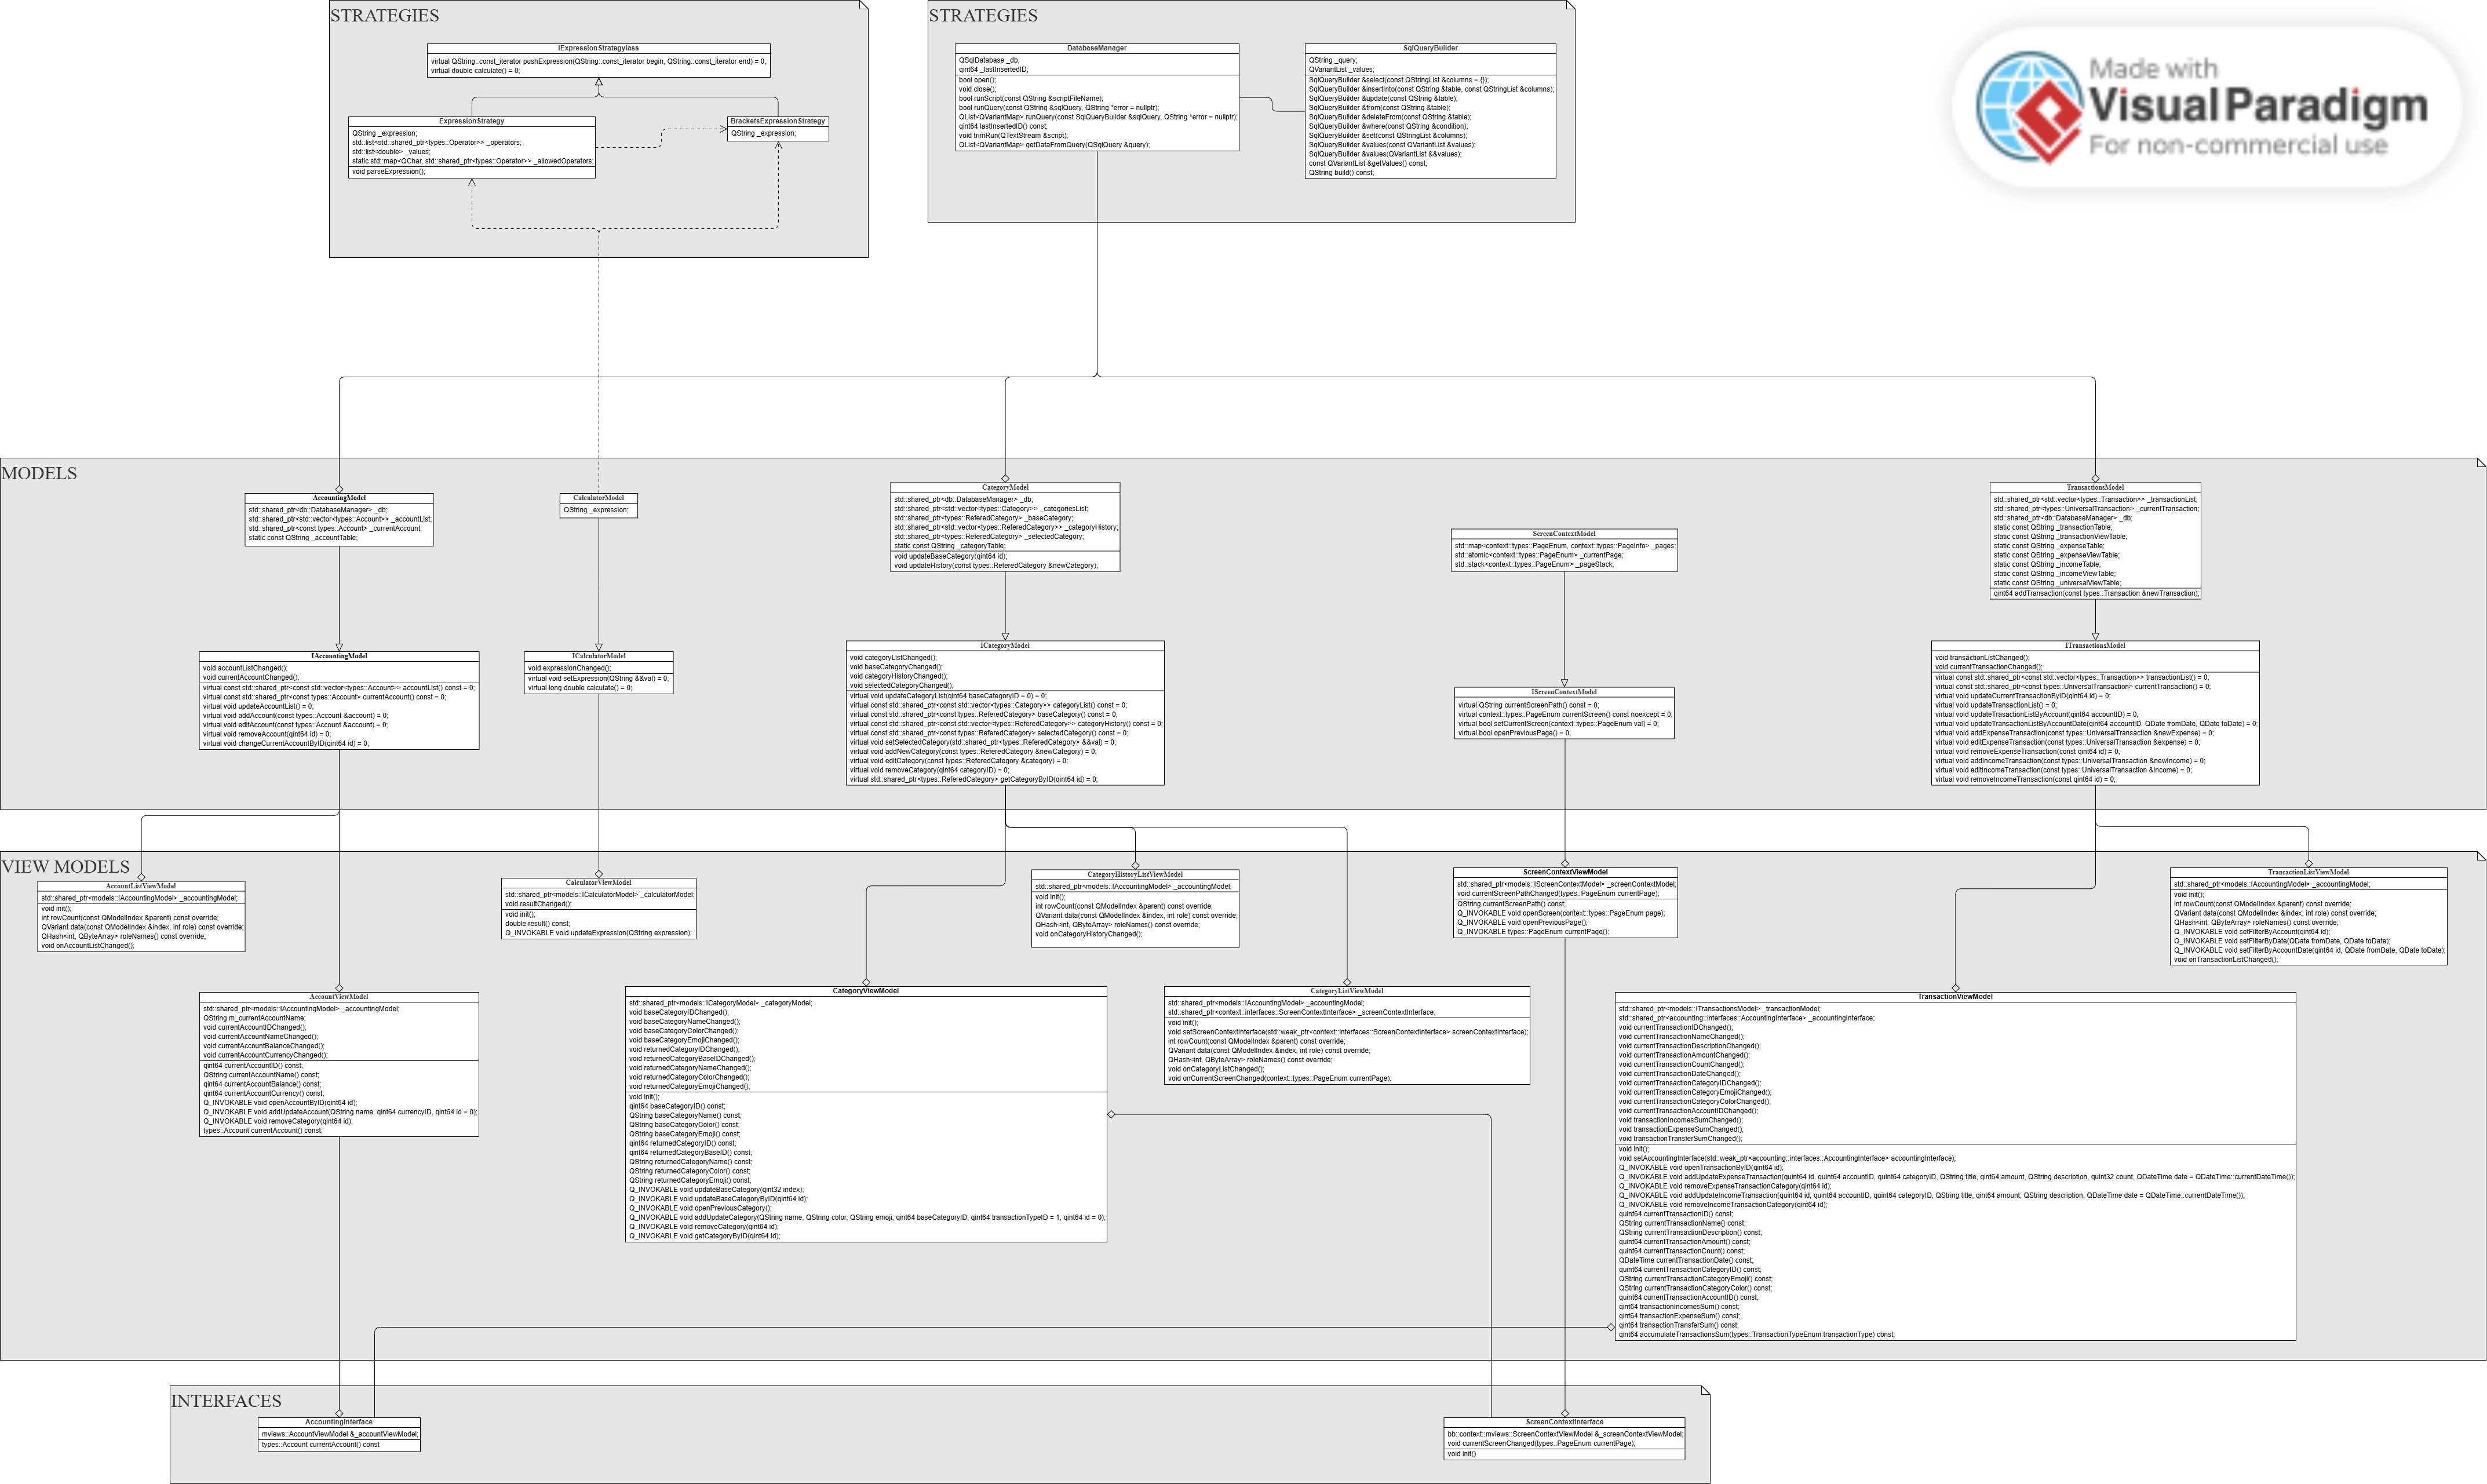 STRATEGIES
IExpressionStrategylass
virtual QString::const_iterator pushExpression(QString::const_iterator begin, QString::const_iterator end) = 0;
virtual double calculate() = 0;
ExpressionStrategy
QString _expression;
std::list<std::shared_ptr<types::Operator>> _operators;
std::list<double> _values;
static std::map<QChar, std::shared_ptr<types::Operator>> _allowedOperators;
void parseExpression();
BracketsExpressionStrategy
QString _expression;
STRATEGIES
DatabaseManager
QSqlDatabase _db;
qint64 _lastInsertedID;
bool open();
void close();
bool runScript(const QString &scriptFileName);
bool runQuery(const QString &sqlQuery, QString *error = nullptr);
QList<QVariantMap> runQuery(const SqlQueryBuilder &sqlQuery, QString *error = nullptr);
qint64 lastInsertedID() const;
void trimRun(QTextStream &script);
QList<QVariantMap> getDataFromQuery(QSqlQuery &query);
SqlQueryBuilder
QString _query;
QVariantList _values;
SqlQueryBuilder &select(const QStringList &columns = {});
SqlQueryBuilder &insertInto(const QString &table, const QStringList &columns);
SqlQueryBuilder &update(const QString &table);
SqlQueryBuilder &from(const QString &table);
SqlQueryBuilder &deleteFrom(const QString &table);
SqlQueryBuilder &where(const QString &condition);
SqlQueryBuilder &set(const QStringList &columns);
SqlQueryBuilder &values(const QVariantList &values);
SqlQueryBuilder &values(QVariantList &&values);
const QVariantList &getValues() const;
QString build() const;
Made with
Visual Paradigm
For non-commercial use
MODELS
AccountingModel
std::shared_ptr<db::DatabaseManager> _db;
std::shared_ptr<std::vector<types::Account>> _accountList;
std::shared_ptr<const types::Account> _currentAccount;
static const QString _accountTable;
CalculatorModel
QString _expression;
CategoryModel
std::shared_ptr<db::DatabaseManager> _db;
std::shared_ptr<std::vector<types::Category>> _categoriesList;
std::shared_ptr<types::ReferedCategory> _baseCategory;
std::shared_ptr<std::vector<types::ReferedCategory>> _categoryHistory;
std::shared_ptr<types::ReferedCategory> _selectedCategory;
static const QString _categoryTable;
void updateBaseCategory(qint64 id);
void updateHistory(const types::ReferedCategory &newCategory);
ScreenContextModel
std::map<context::types::PageEnum, context::types::PageInfo> _pages;
std::atomic<context::types::PageEnum> _currentPage;
std::stack<context::types::PageEnum> _pageStack;
TransactionsModel
std::shared_ptr<std::vector<types::Transaction>> _transactionList;
std::shared_ptr<types::UniversalTransaction> _currentTransaction;
std::shared_ptr<db::DatabaseManager> _db;
static const QString _transactionTable;
static const QString _transactionViewTable;
static const QString _expenseTable;
static const QString _expenseViewTable;
static const QString _incomeTable;
static const QString _incomeViewTable;
static const QString _universalViewTable;
qint64 addTransaction(const types::Transaction &newTransaction);
IAccountingModel
void accountListChanged();
void currentAccountChanged();
virtual const std::shared_ptr<const std::vector<types::Account>> accountList() const = 0;
virtual const std::shared_ptr<const types::Account> currentAccount() const = 0;
virtual void updateAccountList() = 0;
virtual void addAccount(const types::Account &account) = 0;
virtual void editAccount(const types::Account &account) = 0;
virtual void removeAccount(qint64 id) = 0;
virtual void changeCurrentAccountByID(qint64 id) = 0;
ICalculatorModel
void expressionChanged();
virtual void setExpression(QString &&val) = 0;
virtual long double calculate() = 0;
ICategoryModel
void categoryListChanged();
void baseCategoryChanged();
void categoryHistoryChanged();
void selectedCategoryChanged();
virtual void updateCategoryList(qint64 baseCategoryID = 0) = 0;
virtual const std::shared_ptr<const std::vector<types::Category>> categoryList() const = 0;
virtual const std::shared_ptr<const types::ReferedCategory> baseCategory() const = 0;
virtual const std::shared_ptr<const std::vector<types::ReferedCategory>> categoryHistory() const = 0;
virtual const std::shared_ptr<const types::ReferedCategory> selectedCategory() const = 0;
virtual void setSelectedCategory(std::shared_ptr<types::ReferedCategory> &&val) = 0;
virtual void addNewCategory(const types::ReferedCategory &newCategory) = 0;
virtual void editCategory(const types::ReferedCategory &category) = 0;
virtual void removeCategory(qint64 categoryID) = 0;
virtual std::shared_ptr<types::ReferedCategory> getCategoryByID(qint64 id) = 0;
IScreenContextModel
virtual QString currentScreenPath() const = 0;
virtual context::types::PageEnum currentScreen() const noexcept = 0;
virtual bool setCurrentScreen(context::types::PageEnum val) = 0;
virtual bool openPreviousPage() = 0;
ITransactionsModel
void transactionListChanged();
void currentTransactionChanged();
virtual const std::shared_ptr<const std::vector<types::Transaction>> transactionList() = 0;
virtual const std::shared_ptr<const types::UniversalTransaction> currentTransaction() = 0;
virtual void updateCurrentTransactionByID(qint64 id) = 0;
virtual void updateTransactionList() = 0;
virtual void updateTransactionListByAccount(qint64 accountID) = 0;
virtual void updateTransactionListByAccountDate(qint64 accountID, QDate fromDate, QDate toDate) = 0;
virtual void addExpenseTransaction(const types::UniversalTransaction &newExpense) = 0;
virtual void editExpenseTransaction(const types::UniversalTransaction &expense) = 0;
virtual void removeExpenseTransaction(const qint64 id) = 0;
virtual void addIncomeTransaction(const types::UniversalTransaction &newIncome) = 0;
virtual void editIncomeTransaction(const types::UniversalTransaction &income) = 0;
virtual void removeIncomeTransaction(const qint64 id) = 0;
VIEW MODELS
AccountListViewModel
std::shared_ptr<models::IAccountingModel> _accountingModel;
void init();
int rowCount(const QModelIndex &parent) const override;
QVariant data(const QModelIndex &index, int role) const override;
QHash<int, QByteArray> roleNames() const override;
void onAccountListChanged();
CalculatorViewModel
std::shared_ptr<models::ICalculatorModel> _calculatorModel;
void resultChanged();
void init();
double result() const;
Q_INVOKABLE void updateExpression(QString expression);
CategoryHistoryListViewModel
std::shared_ptr<models::IAccountingModel> _accountingModel;
void init();
int rowCount(const QModelIndex &parent) const override;
QVariant data(const QModelIndex &index, int role) const override;
QHash<int, QByteArray> roleNames() const override;
void onCategoryHistoryChanged();
ScreenContextViewModel
std::shared_ptr<models::IScreenContextModel> _screenContextModel;
void currentScreenPathChanged(types::PageEnum currentPage);
QString currentScreenPath() const;
Q_INVOKABLE void openScreen(context::types::PageEnum page);
Q_INVOKABLE void openPreviousPage();
Q_INVOKABLE types::PageEnum currentPage();
TransactionListViewModel
std::shared_ptr<models::IAccountingModel> _accountingModel;
void init();
int rowCount(const QModelIndex &parent) const override;
QVariant data(const QModelIndex &index, int role) const override;
QHash<int, QByteArray> roleNames() const override;
Q_INVOKABLE void setFilterByAccount(qint64 id);
Q_INVOKABLE void setFilterByDate(QDate fromDate, QDate toDate);
Q_INVOKABLE void setFilterByAccountDate(qint64 id, QDate fromDate, QDate toDate);
void onTransactionListChanged();
AccountViewModel
std::shared_ptr<models::IAccountingModel> _accountingModel;
QString m_currentAccountName;
void currentAccountIDChanged();
void currentAccountNameChanged();
void currentAccountBalanceChanged();
void currentAccountCurrencyChanged();
qint64 currentAccountID() const;
QString currentAccountName() const;
qint64 currentAccountBalance() const;
qint64 currentAccountCurrency() const;
Q_INVOKABLE void openAccountByID(qint64 id);
Q_INVOKABLE void addUpdateAccount(QString name, qint64 currencyID, qint64 id = 0);
Q_INVOKABLE void removeCategory(qint64 id);
types::Account currentAccount() const;
CategoryViewModel
std::shared_ptr<models::ICategoryModel> _categoryModel;
void baseCategoryIDChanged();
void baseCategoryNameChanged();
void baseCategoryColorChanged();
void baseCategoryEmojiChanged();
void returnedCategoryIDChanged();
void returnedCategoryBaseIDChanged();
void returnedCategoryNameChanged();
void returnedCategoryColorChanged();
void returnedCategoryEmojiChanged();
void init();
qint64 baseCategoryID() const;
QString baseCategoryName() const;
QString baseCategoryColor() const;
QString baseCategoryEmoji() const;
qint64 returnedCategoryID() const;
qint64 returnedCategoryBaseID() const;
QString returnedCategoryName() const;
QString returnedCategoryColor() const;
QString returnedCategoryEmoji() const;
Q_INVOKABLE void updateBaseCategory(qint32 index);
Q_INVOKABLE void updateBaseCategoryByID(qint64 id);
Q_INVOKABLE void openPreviousCategory();
Q_INVOKABLE void addUpdateCategory(QString name, QString color, QString emoji, qint64 baseCategoryID, qint64 transactionTypeID = 1, qint64 id = 0);
Q_INVOKABLE void removeCategory(qint64 id);
Q_INVOKABLE void getCategoryByID(qint64 id);
CategoryListViewModel
std::shared_ptr<models::IAccountingModel> _accountingModel;
std::shared_ptr<context::interfaces::ScreenContextInterface> _screenContextInterface;
void init();
void setScreenContextInterface(std::weak_ptr<context::interfaces::ScreenContextInterface> screenContextInterface);
int rowCount(const QModelIndex &parent) const override;
QVariant data(const QModelIndex &index, int role) const override;
QHash<int, QByteArray> roleNames() const override;
void onCategoryListChanged();
void onCurrentScreenChanged(context::types::PageEnum currentPage);
TransactionViewModel
std::shared_ptr<models::ITransactionsModel> _transactionModel;
std::shared_ptr<accounting::interfaces::AccountingInterface> _accountingInterface;
void currentTransactionIDChanged();
void currentTransactionNameChanged();
void currentTransactionDescriptionChanged();
void currentTransactionAmountChanged();
void currentTransactionCountChanged();
void currentTransactionDateChanged();
void currentTransactionCategoryIDChanged();
void currentTransactionCategoryEmojiChanged();
void currentTransactionCategoryColorChanged();
void currentTransactionAccountIDChanged();
void transactionIncomesSumChanged();
void transactionExpenseSumChanged();
void transactionTransferSumChanged();
void init();
void setAccountingInterface(std::weak_ptr<accounting::interfaces::AccountingInterface> accountingInterface);
Q_INVOKABLE void openTransactionByID(qint64 id);
Q_INVOKABLE void addUpdateExpenseTransaction(quint64 id, quint64 accountID, quint64 categoryID, QString title, qint64 amount, QString description, quint32 count, QDateTime date = QDateTime::currentDateTime());
Q_INVOKABLE void removeExpenseTransactionCategory(qint64 id);
Q_INVOKABLE void addUpdateIncomeTransaction(quint64 id, quint64 accountID, quint64 categoryID, QString title, qint64 amount, QString description, QDateTime date = QDateTime::currentDateTime());
Q_INVOKABLE void removeIncomeTransactionCategory(qint64 id);
quint64 currentTransactionID() const;
QString currentTransactionName() const;
QString currentTransactionDescription() const;
quint64 currentTransactionAmount() const;
quint64 currentTransactionCount() const;
QDateTime currentTransactionDate() const;
quint64 currentTransactionCategoryID() const;
QString currentTransactionCategoryEmoji() const;
QString currentTransactionCategoryColor() const;
quint64 currentTransactionAccountID() const;
qint64 transactionIncomesSum() const;
qint64 transactionExpenseSum() const;
qint64 transactionTransferSum() const;
qint64 accumulateTransactionsSum(types::TransactionTypeEnum transactionType) const;
INTERFACES
AccountingInterface
mviews::AccountViewModel &_accountViewModel;
types::Account currentAccount() const
ScreenContextInterface
bb::context::mviews::ScreenContextViewModel &_screenContextViewModel;
void currentScreenChanged(types::PageEnum currentPage);
void init()